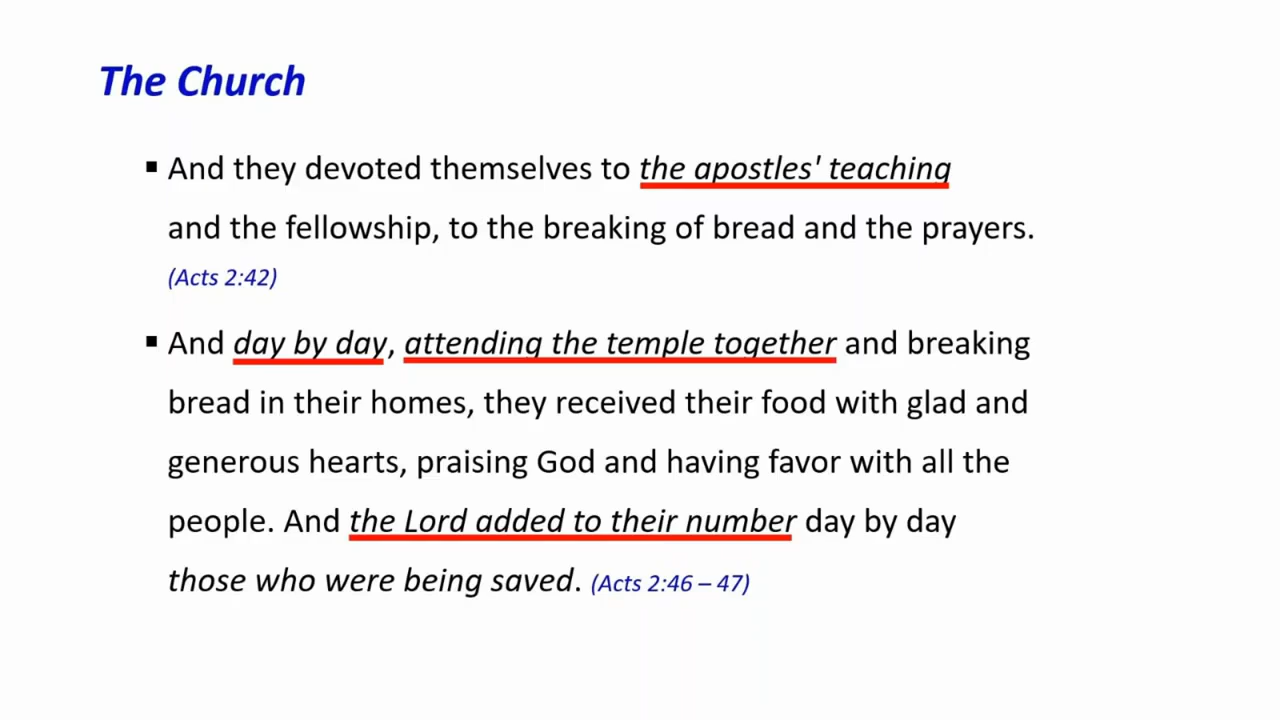 The Church
▪ And they devoted themselves to the apostles' teaching
and the fellowship, to the breaking of bread and the prayers.
(Acts 2:42)
▪ And day by day, attending the temple together and breaking
bread in their homes, they received their food with glad and
generous hearts, praising God and having favor with all the
people. And the Lord added to their number day by day
those who were being saved. (Acts 2:46 – 47)